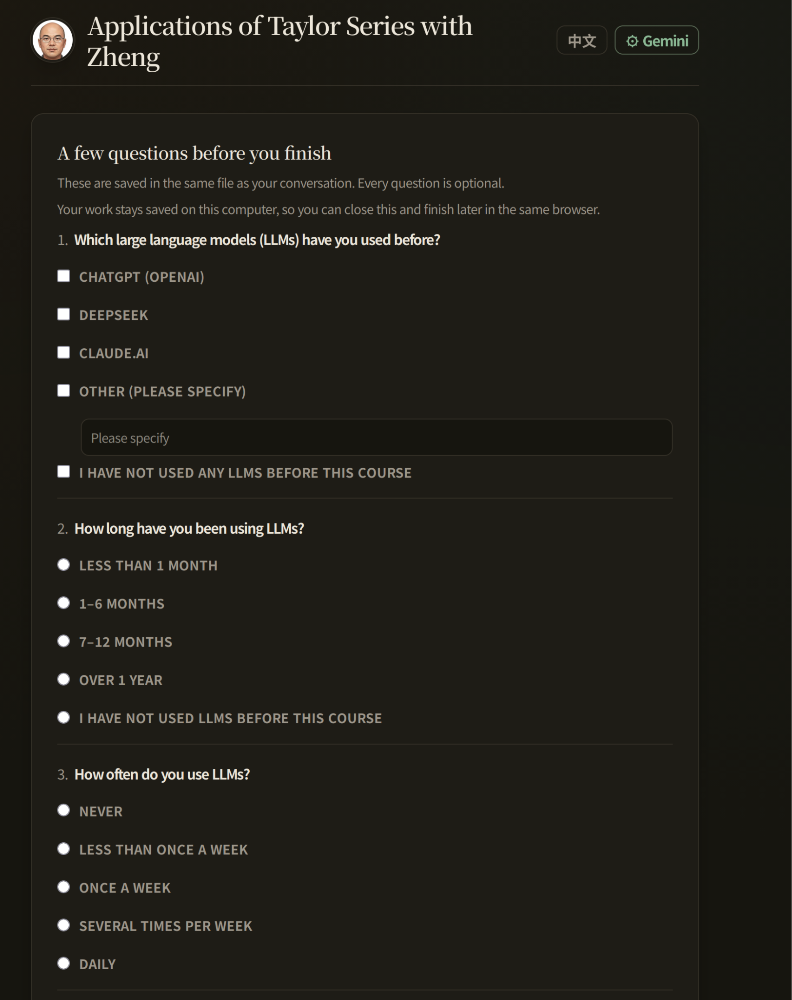 Applications of Taylor Series with
Zheng
中文
Gemini
A few questions before you finish
These are saved in the same file as your conversation. Every question is optional.
Your work stays saved on this computer, so you can close this and finish later in the same browser.
1. Which large language models (LLMs) have you used before?
CHATGPT (OPENAI)
DEEPSEEK
CLAUDE.AI
OTHER (PLEASE SPECIFY)
Please specify
I HAVE NOT USED ANY LLMS BEFORE THIS COURSE
2. How long have you been using LLMs?
LESS THAN 1 MONTH
1–6 MONTHS
7–12 MONTHS
OVER 1 YEAR
I HAVE NOT USED LLMS BEFORE THIS COURSE
3. How often do you use LLMs?
NEVER
LESS THAN ONCE A WEEK
ONCE A WEEK
SEVERAL TIMES PER WEEK
DAILY